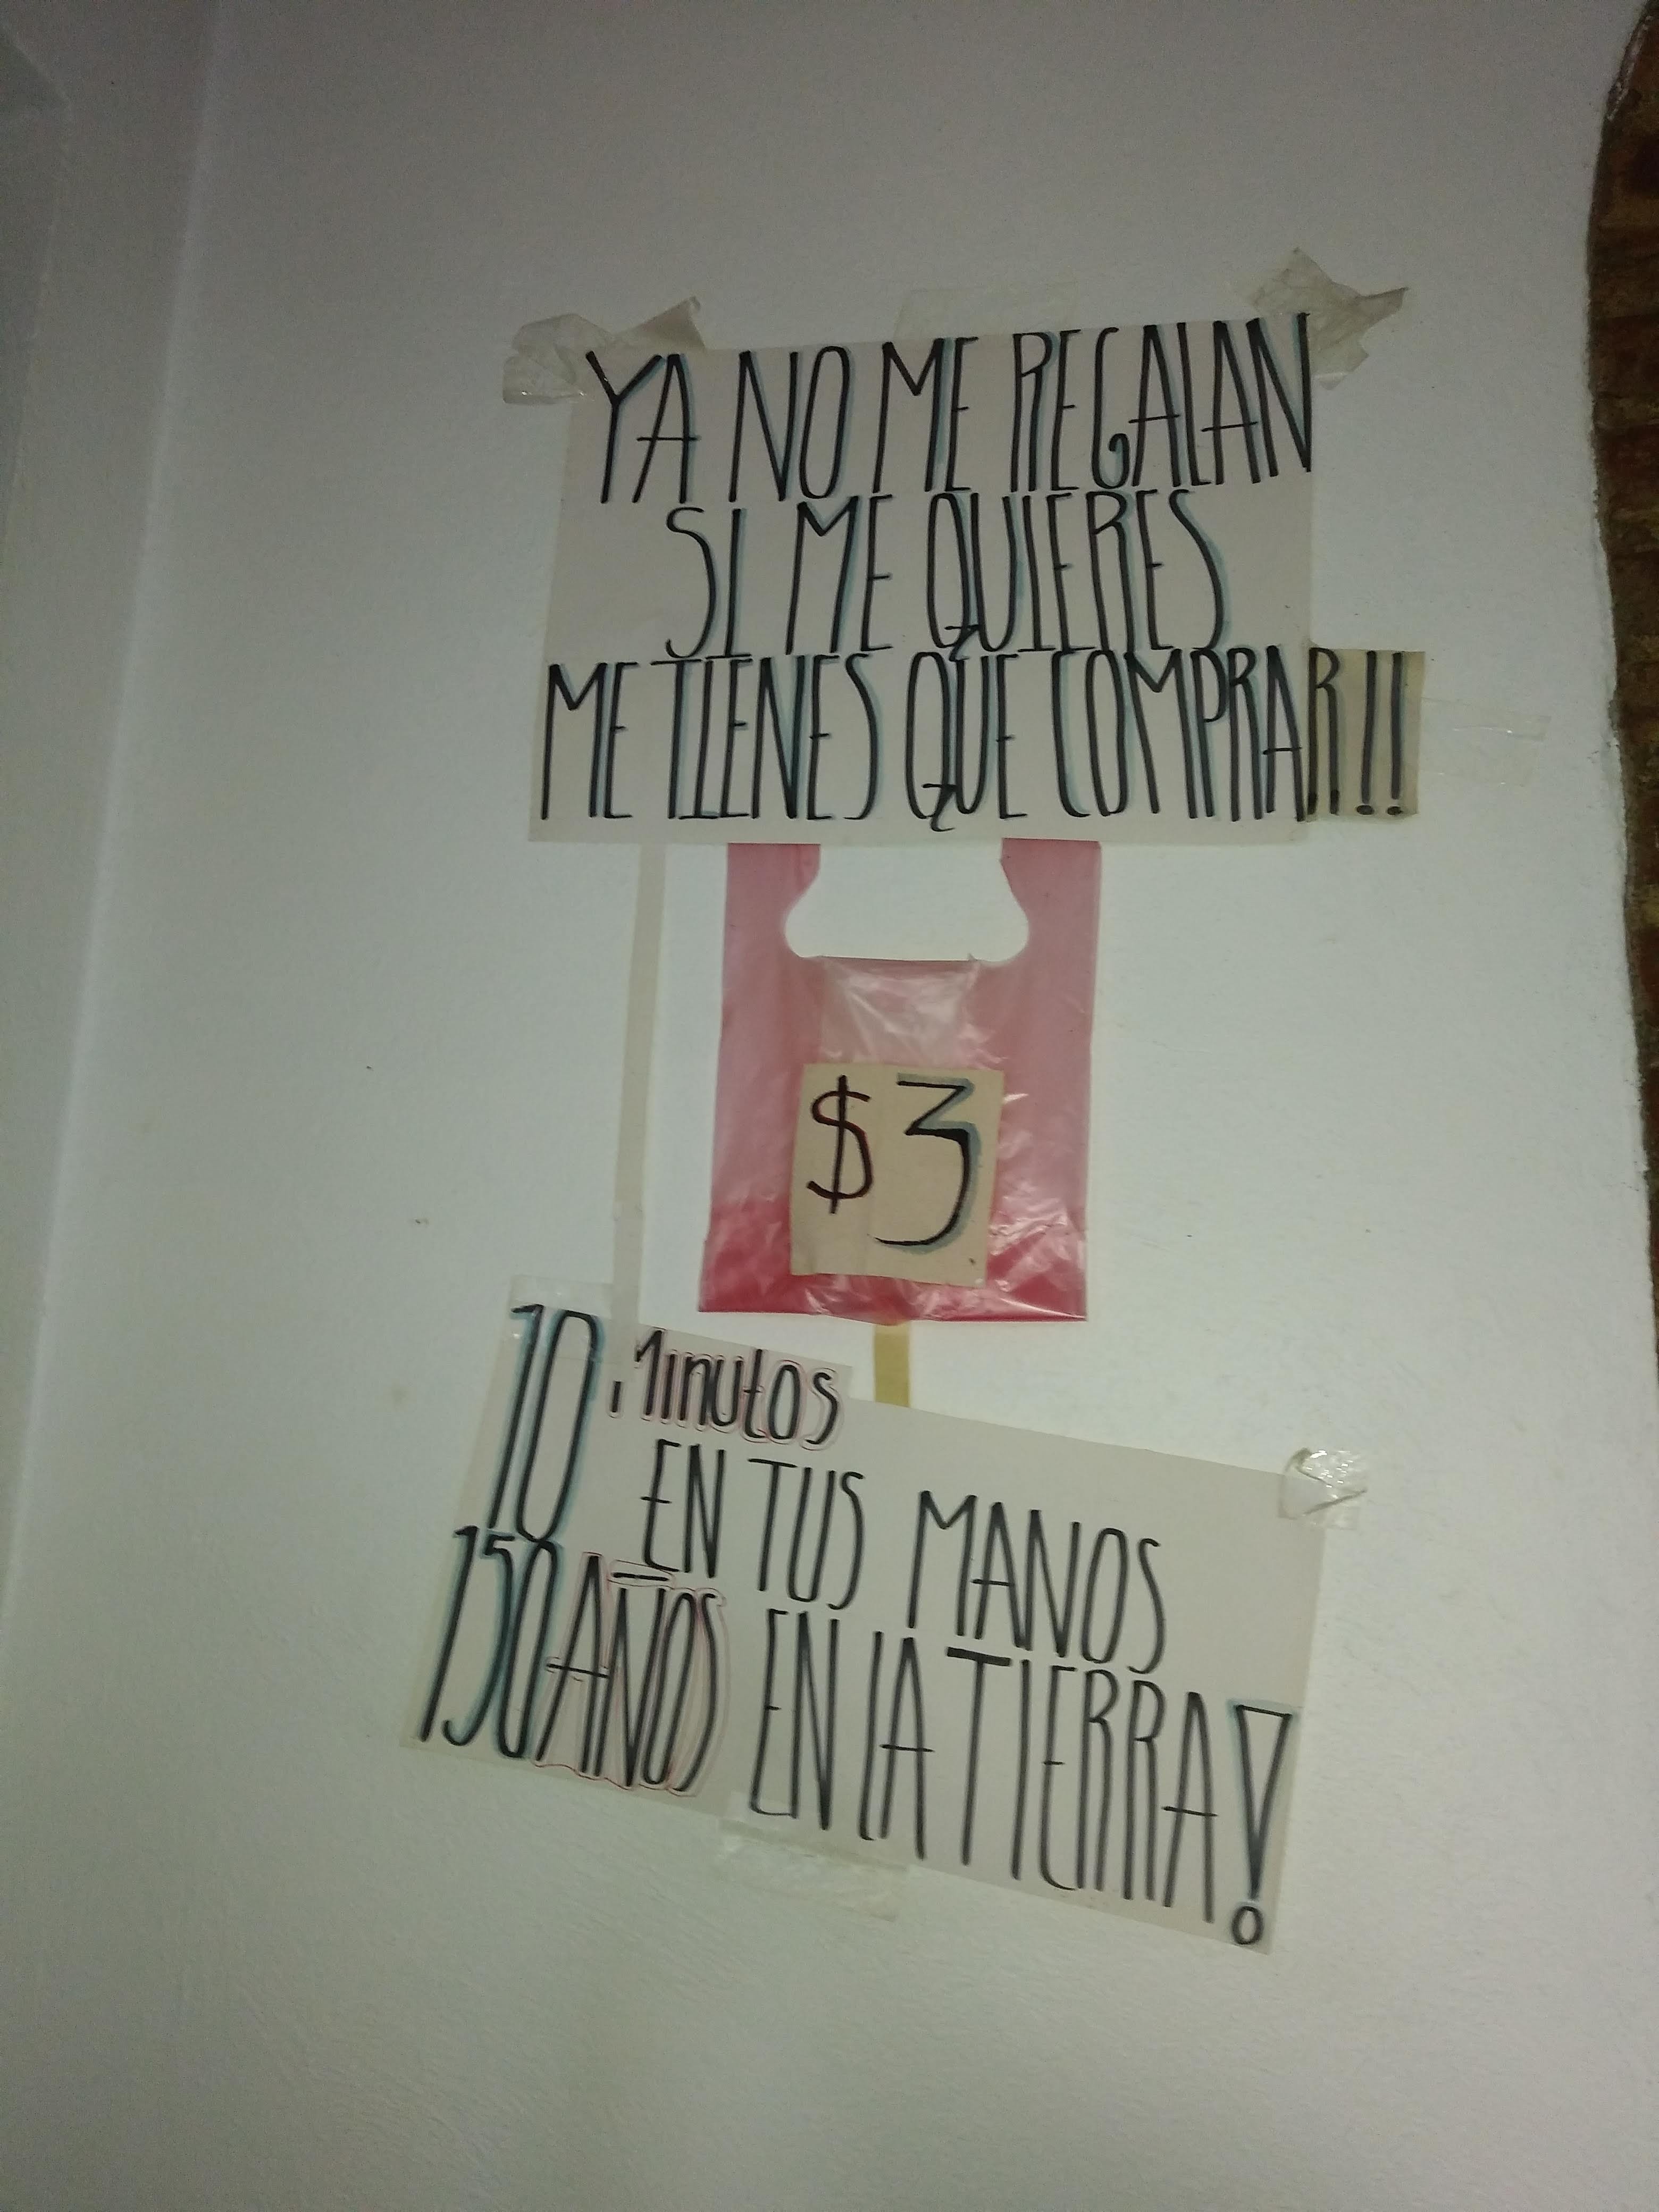 YA NO ME REGALAN
SI ME QUIERES
ME TIENES QUE COMPRAR!!
$3
10 Minutos
EN TUS MANOS
150 AÑOS EN LA TIERRA!